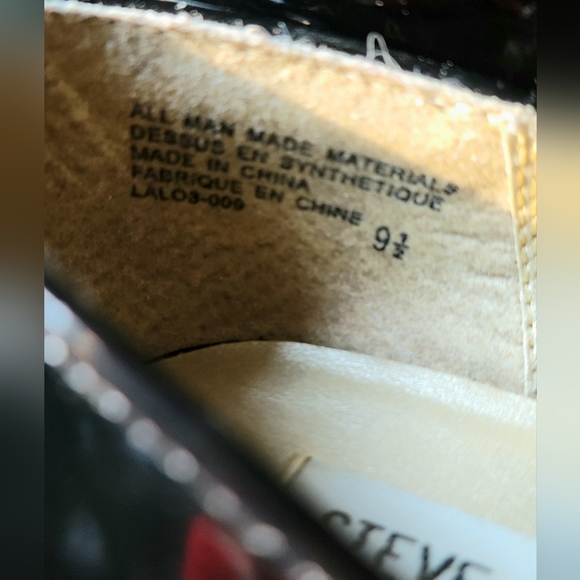 ALL MAN MADE MATERIALS
DESSUS EN SYNTHETIQUE
MADE IN CHINA
FABRIQUE EN CHINE
LALO3-009
9½
STEVE